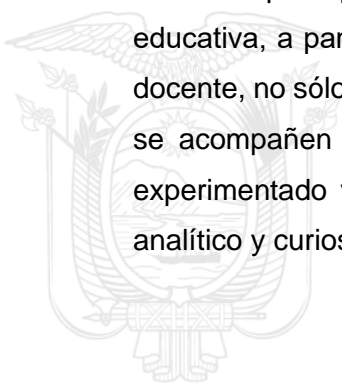 educativa, a par
docente, no sólo
se acompañen
experimentado
analítico y curios